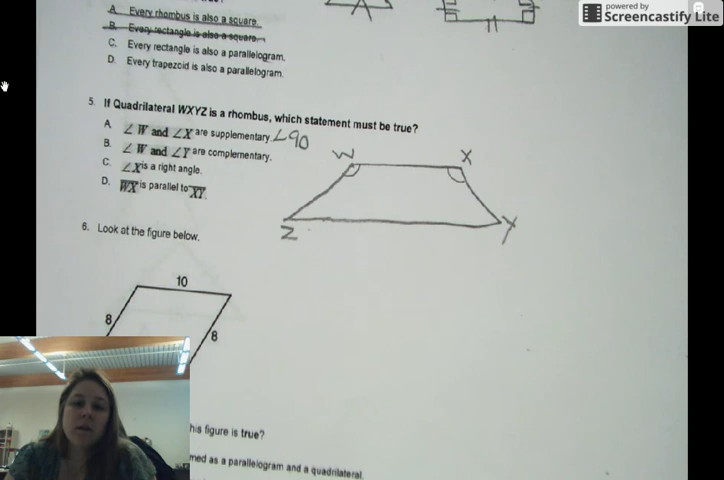 A. Every rhombus is also a square.
B. Every rectangle is also a square.
C. Every rectangle is also a parallelogram.
D. Every trapezoid is also a parallelogram.
5. If Quadrilateral WXYZ is a rhombus, which statement must be true?
A. ∠W and ∠X are supplementary. ∠90
B. ∠W and ∠Y are complementary.
C. ∠X is a right angle.
D. WX is parallel to XY.
W X
Z Y
6. Look at the figure below.
10
8 8
his figure is true?
med as a parallelogram and a quadrilateral.
powered by
Screencastify Lite